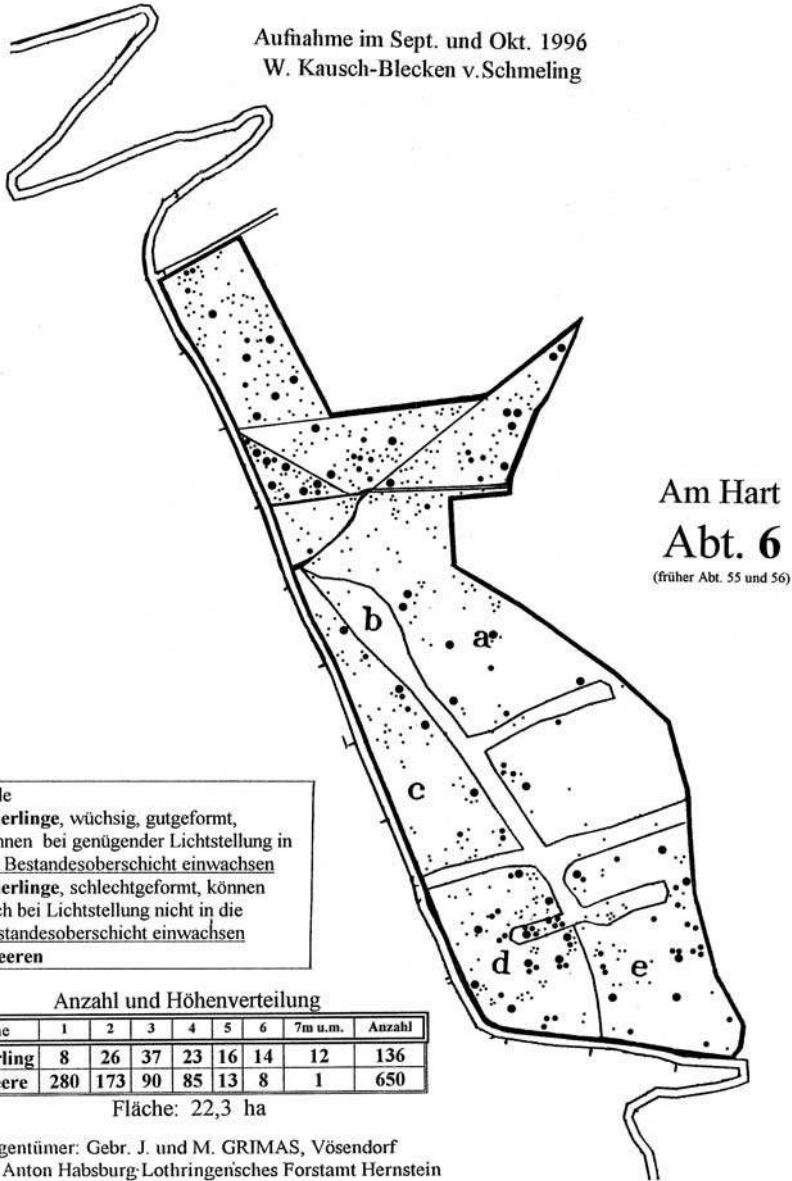 Aufnahme im Sept. und Okt. 1996
W. Kausch-Blecken v.Schmeling
Am Hart
Abt. 6
(früher Abt. 55 und 56)
b
a
c
d
e
de
erlinge, wüchsig, gutgeformt,
nnen bei genügender Lichtstellung in
Bestandesoberschicht einwachsen
erlinge, schlechtgeformt, können
ch bei Lichtstellung nicht in die
standesoberschicht einwachsen
eeren
Anzahl und Höhenverteilung
he 1 2 3 4 5 6 7m u.m. Anzahl
rling 8 26 37 23 16 14 12 136
eere 280 173 90 85 13 8 1 650
Fläche: 22,3 ha
gentümer: Gebr. J. und M. GRIMAS, Vösendorf
Anton Habsburg-Lothringen'sches Forstamt Hernstein